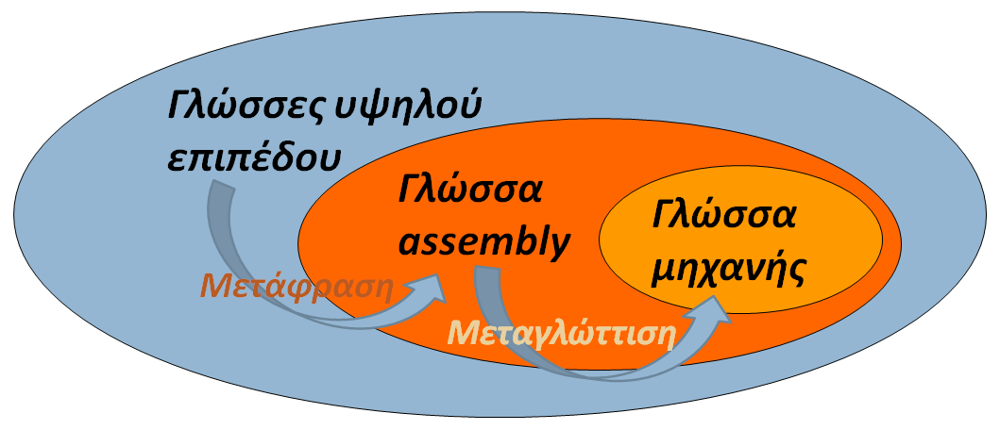 Γλώσσες υψηλού
επιπέδου
Γλώσσα
assembly
Γλώσσα
μηχανής
Μετάφραση
Μεταγλώττιση